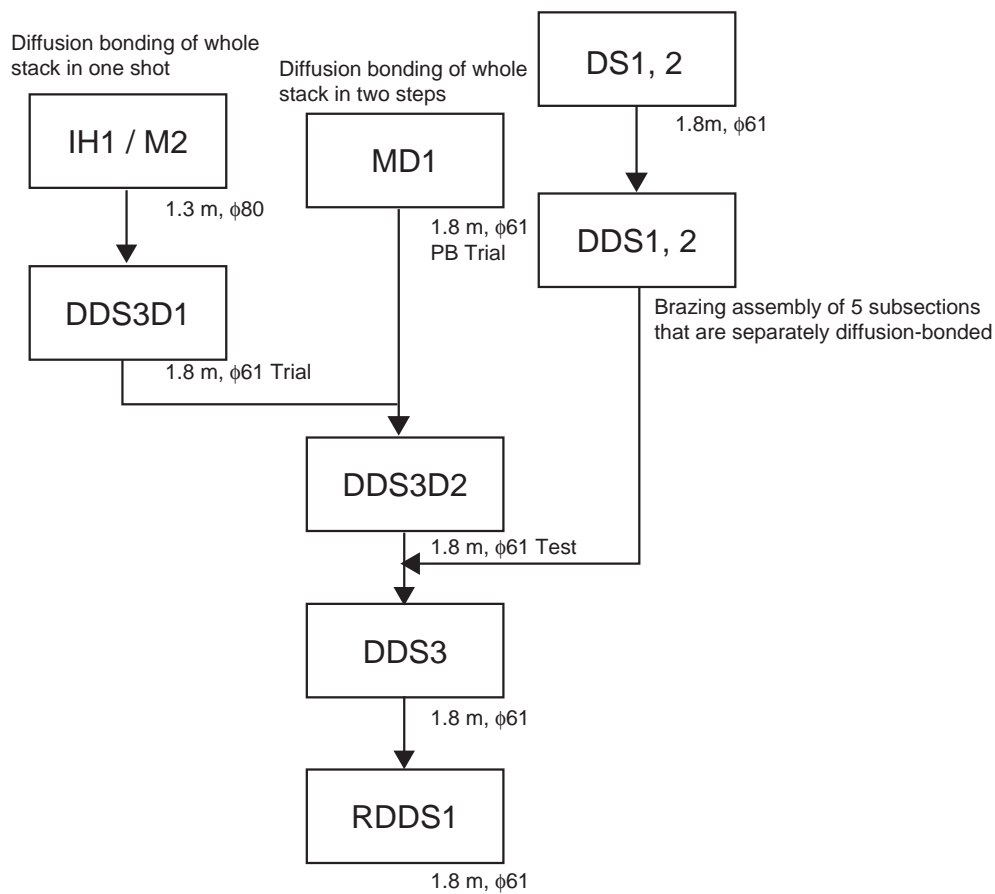 Diffusion bonding of whole
stack in one shot
IH1 / M2
1.3 m, ϕ80
DDS3D1
1.8 m, ϕ61 Trial
Diffusion bonding of whole
stack in two steps
MD1
1.8 m, ϕ61
PB Trial
DS1, 2
1.8m, ϕ61
DDS1, 2
Brazing assembly of 5 subsections
that are separately diffusion-bonded
DDS3D2
1.8 m, ϕ61 Test
DDS3
1.8 m, ϕ61
RDDS1
1.8 m, ϕ61